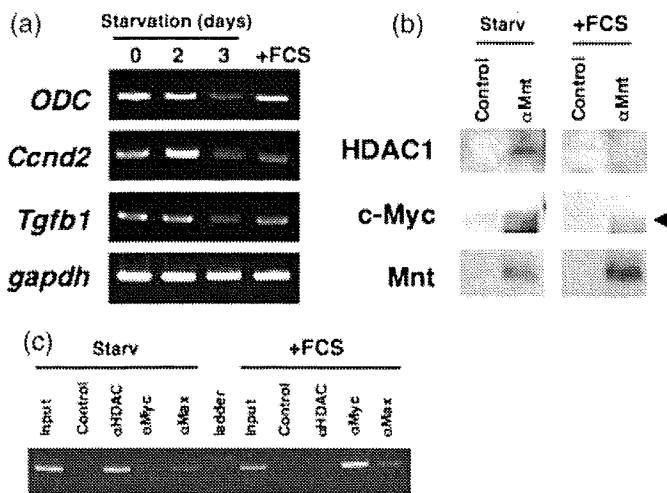 (a)
Starvation (days)
0 2 3 +FCS
ODC
Ccnd2
Tgfb1
gapdh
(b)
Starv +FCS
Control αMnt Control αMnt
HDAC1
c-Myc
Mnt
(c)
Starv +FCS
Input Control αHDAC αMyc αMax ladder Input Control αHDAC αMyc αMax